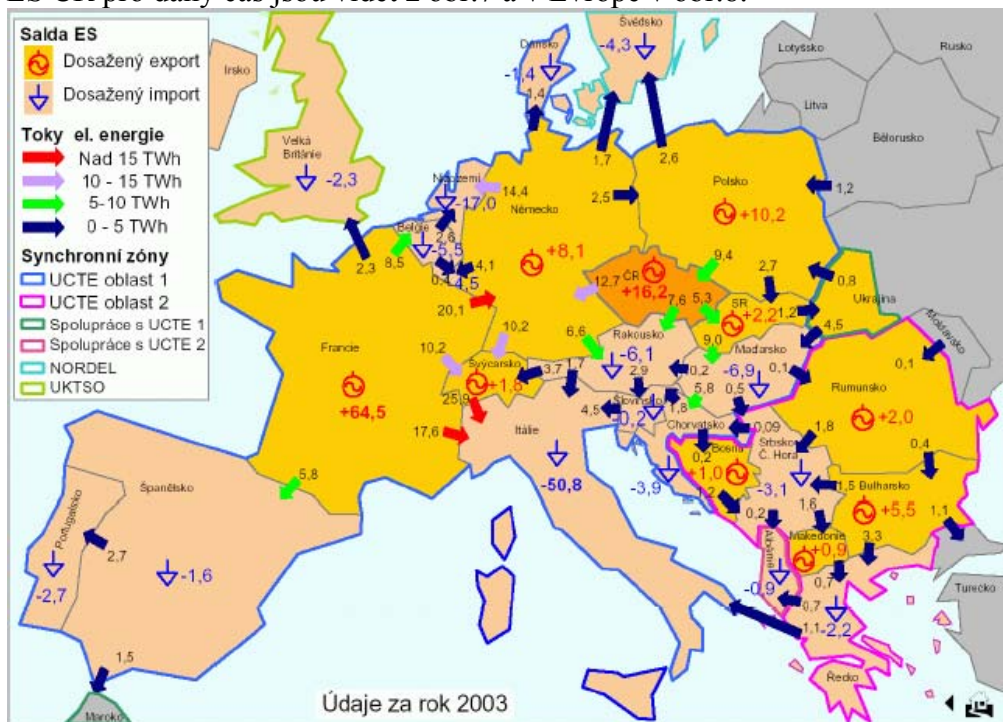 Salda ES
Dosažený export
Dosažený import
Toky el. energie
Nad 15 TWh
10 - 15 TWh
5-10 TWh
0 - 5 TWh
Synchronní zóny
UCTE oblast 1
UCTE oblast 2
Spolupráce s UCTE 1
Spolupráce s UCTE 2
NORDEL
UKTSO
Irsko
Velká
Británie
-2,3
Dánsko
-1,4
1,4
Švédsko
-4,3
1,7
2,6
Lotyšsko
Rusko
Litva
Bělorusko
1,2
Nizozemí
-17,0
14,4
Německo
2,5
+8,1
Polsko
+10,2
Belgie
-5,5
2,6
2,3
8,5
0,4
4,1
4,5
20,1
ČR
+16,2
12,7
9,4
7,6
5,3
2,7
0,8
1,2
SR
+2,2
Ukrajina
4,5
Moldavsko
0,1
Francie
+64,5
10,2
10,2
6,6
Rakousko
-6,1
9,0
Maďarsko
-6,9
0,1
Švýcarsko
+1,8
3,7
1,7
2,9
0,2
0,5
5,8
25,9
17,6
4,5
Slovinsko
-0,2
1,8
Chorvatsko
0,09
-3,9
Rumunsko
+2,0
0,4
1,8
Srbsko
Č. Hora
-3,1
Itálie
-50,8
0,2
Bosna
+1,0
1,2
0,2
1,5
1,6
Bulharsko
+5,5
1,1
3,3
Makedonie
+0,9
Albánie
-0,9
0,7
0,7
1,1
-2,2
Řecko
Turecko
5,8
Španělsko
-1,6
Portugalsko
-2,7
2,7
1,5
Maroko
Údaje za rok 2003